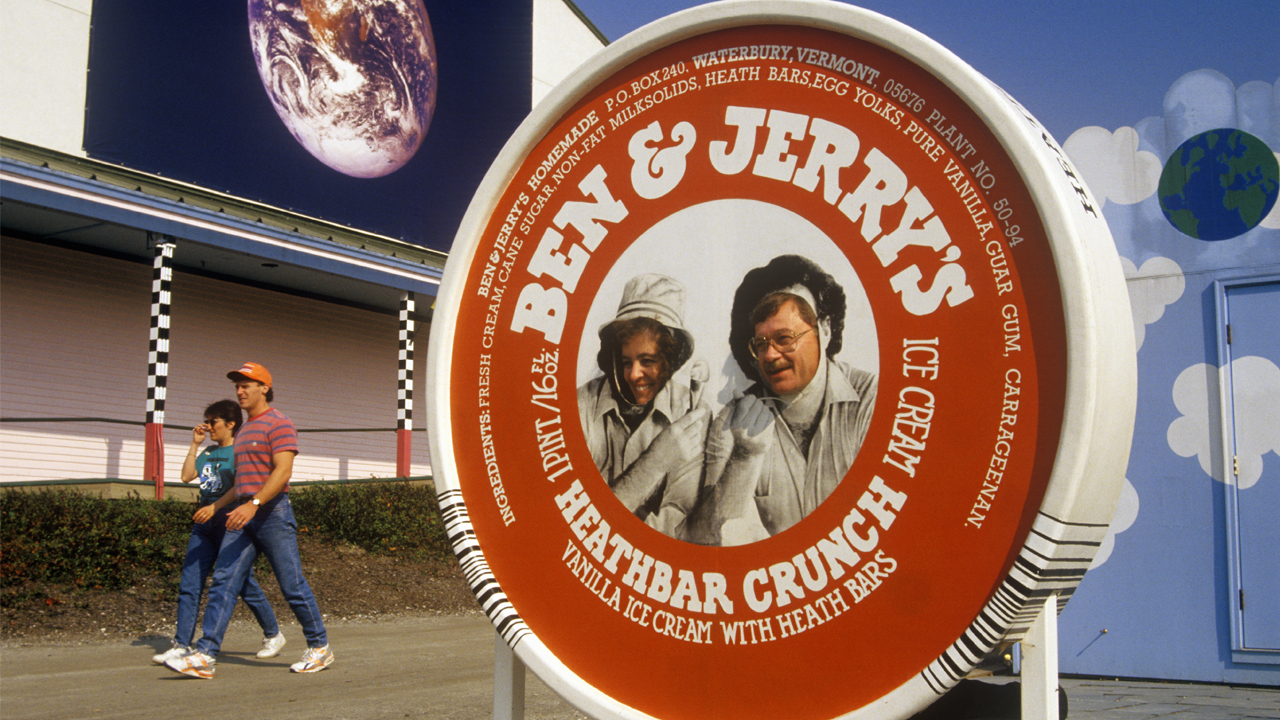 BEN & JERRY'S HOMEMADE P.O. BOX 240, WATERBURY, VERMONT, 05676 PLANT NO. 50-94
INGREDIENTS: FRESH CREAM, CANE SUGAR, NON-FAT MILKSOLIDS, HEATH BARS, EGG YOLKS, PURE VANILLA, GUAR GUM, CARRAGEENAN.
BEN & JERRY'S
ICE CREAM
1 PINT/16 FL. OZ.
HEATHBAR CRUNCH
VANILLA ICE CREAM WITH HEATH BARS